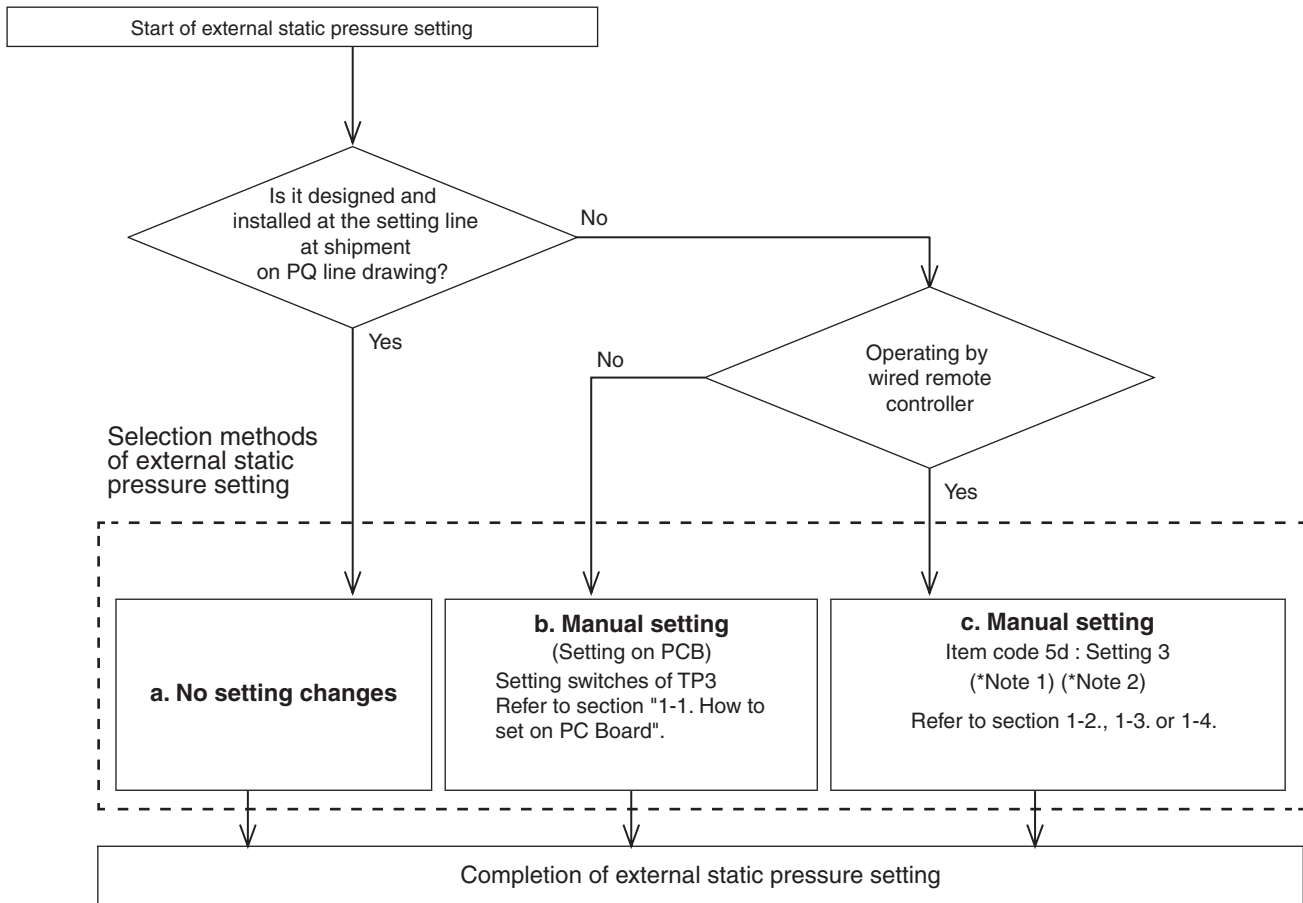 Start of external static pressure setting
Is it designed and
installed at the setting line
at shipment
on PQ line drawing?
No
Yes
Operating by
wired remote
controller
No
Yes
Selection methods
of external static
pressure setting
a. No setting changes
b. Manual setting
(Setting on PCB)
Setting switches of TP3
Refer to section "1-1. How to
set on PC Board".
c. Manual setting
Item code 5d : Setting 3
(*Note 1) (*Note 2)
Refer to section 1-2., 1-3. or 1-4.
Completion of external static pressure setting